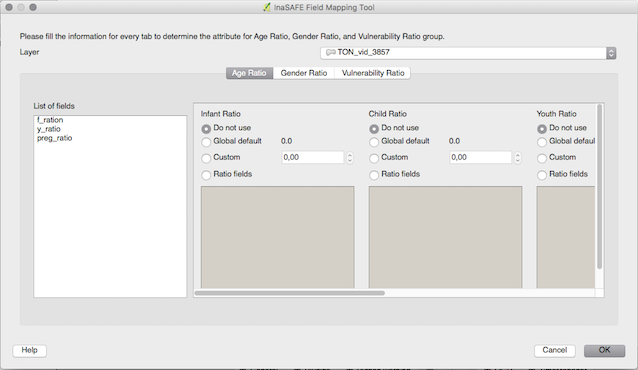 InaSAFE Field Mapping Tool
Please fill the information for every tab to determine the attribute for Age Ratio, Gender Ratio, and Vulnerability Ratio group.
Layer TON_vid_3857
Age Ratio Gender Ratio Vulnerability Ratio
List of fields
f_ration
y_ratio
preg_ratio
Infant Ratio Child Ratio Youth Ratio
Do not use Do not use Do not use
Global default 0.0 Global default 0.0 Global defaul
Custom 0,00 Custom 0,00 Custom
Ratio fields Ratio fields Ratio fields
Help Cancel OK